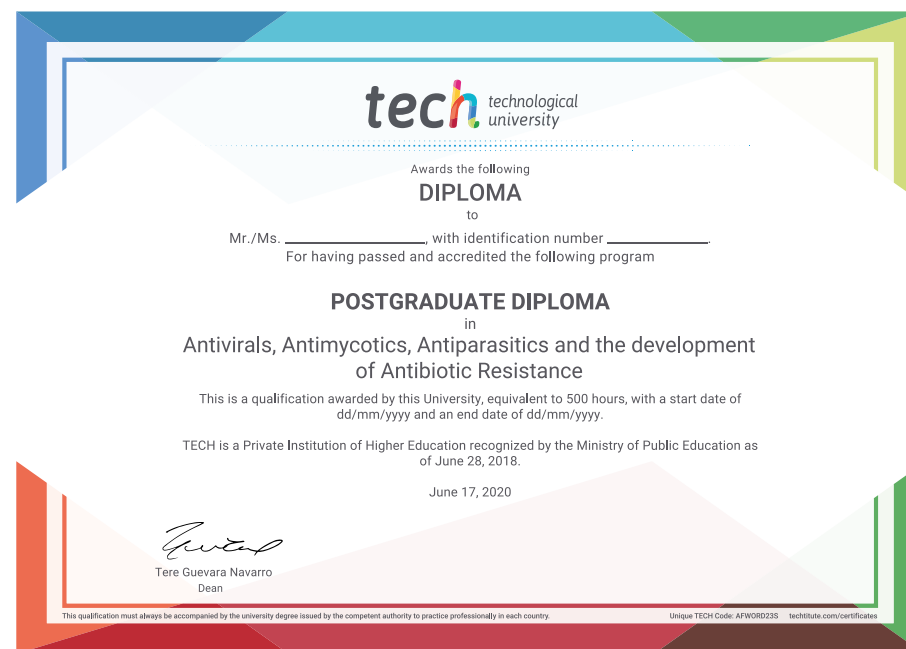 tech technological
university
Awards the following
DIPLOMA
to
Mr./Ms. ____________________, with identification number ______________.
For having passed and accredited the following program
POSTGRADUATE DIPLOMA
in
Antivirals, Antimycotics, Antiparasitics and the development
of Antibiotic Resistance
This is a qualification awarded by this University, equivalent to 500 hours, with a start date of
dd/mm/yyyy and an end date of dd/mm/yyyy.
TECH is a Private Institution of Higher Education recognized by the Ministry of Public Education as
of June 28, 2018.
June 17, 2020
Tere Guevara Navarro
Dean
This qualification must always be accompanied by the university degree issued by the competent authority to practice professionally in each country. Unique TECH Code: AFWORD23S techtitute.com/certificates